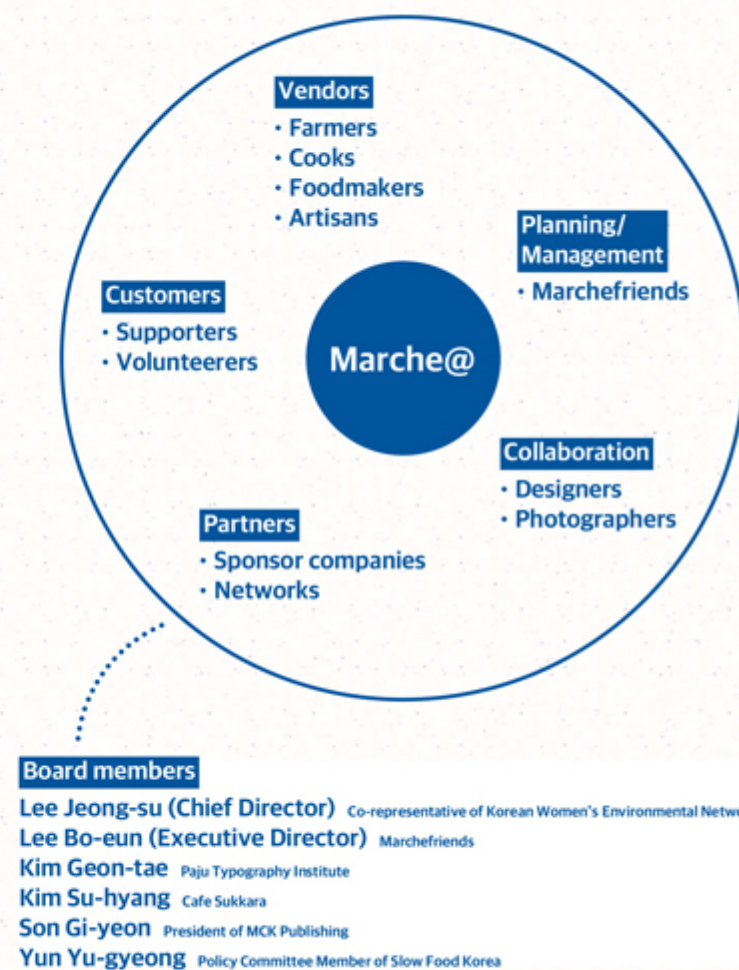 Vendors
· Farmers
· Cooks
· Foodmakers
· Artisans
Planning/
Management
· Marchefriends
Customers
· Supporters
· Volunteerers
Marche@
Collaboration
· Designers
· Photographers
Partners
· Sponsor companies
· Networks
Board members
Lee Jeong-su (Chief Director) Co-representative of Korean Women's Environmental
Lee Bo-eun (Executive Director) Marchefriends
Kim Geon-tae Paju Typography Institute
Kim Su-hyang Cafe Sukkara
Son Gi-yeon President of MCK Publishing
Yun Yu-gyeong Policy Committee Member of Slow Food Korea